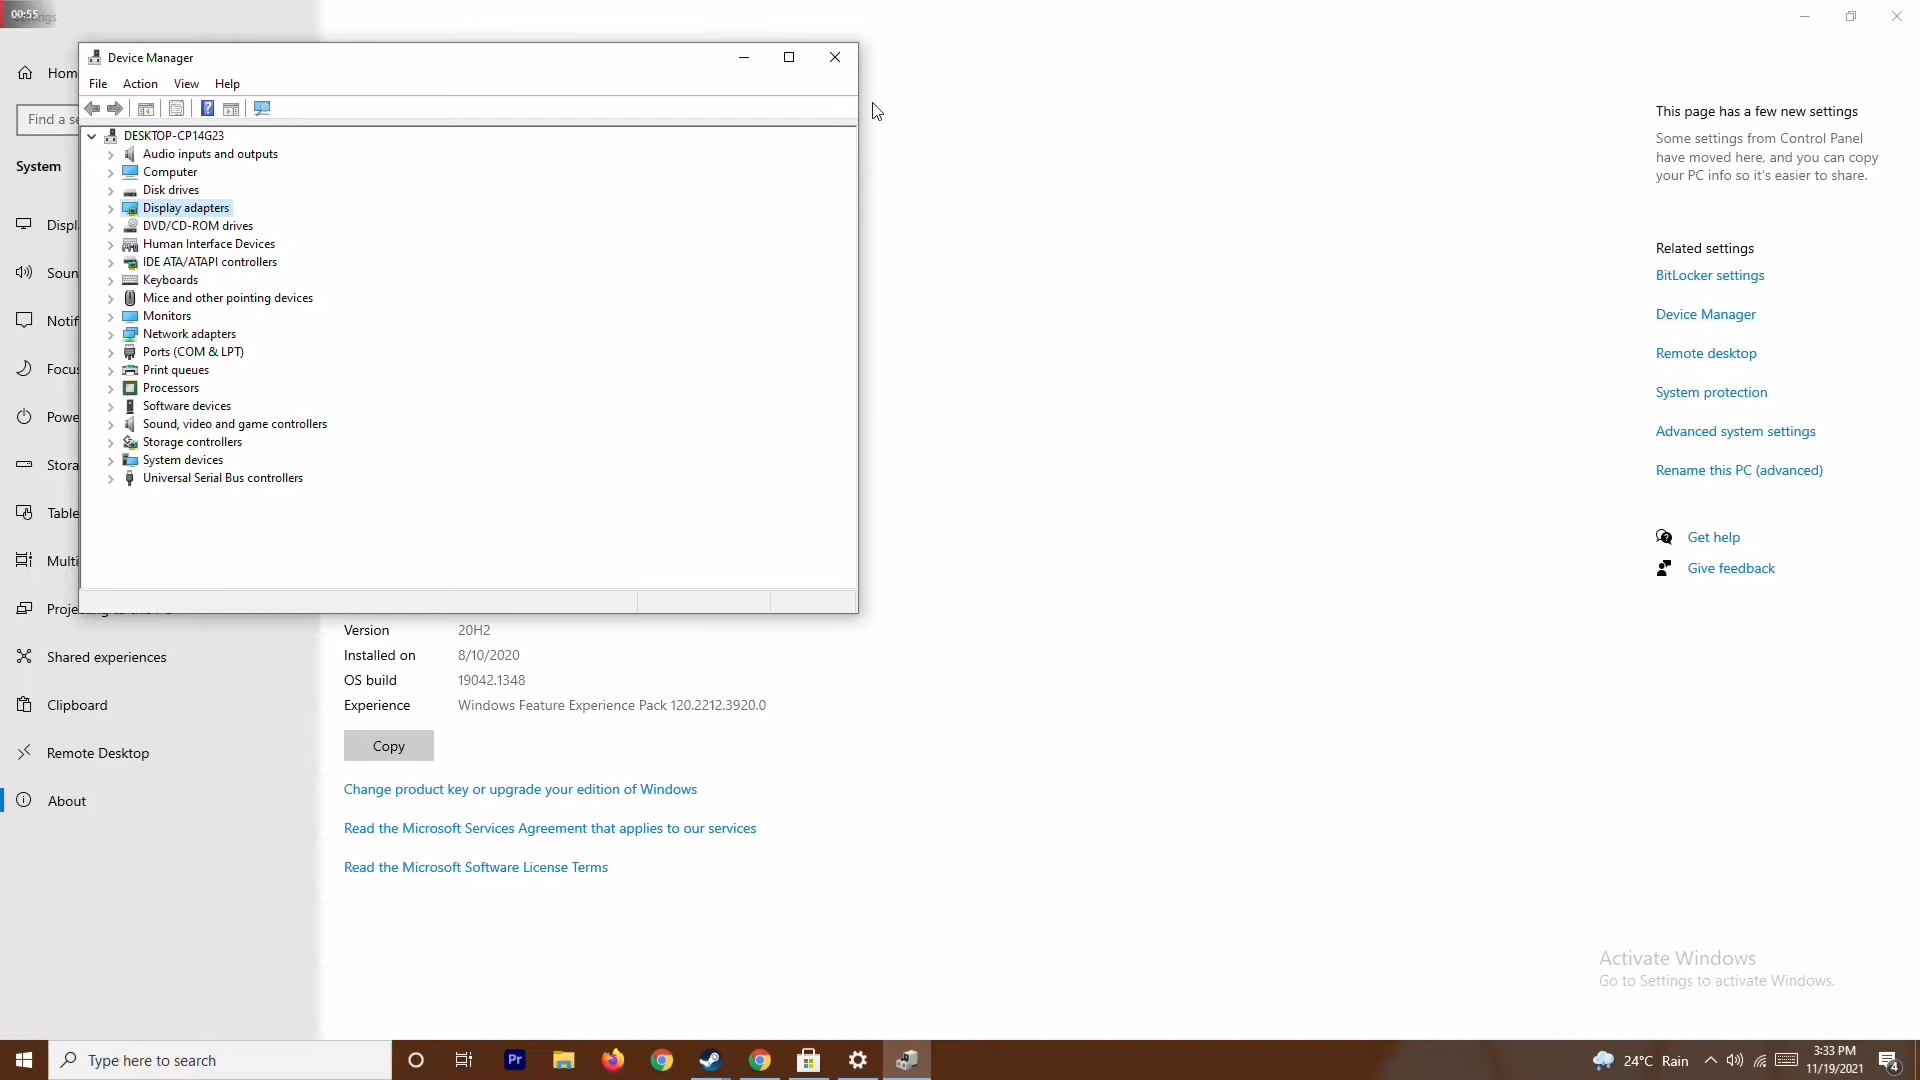 00:55
Device Manager
File Action View Help
DESKTOP-CP14G23
Audio inputs and outputs
Computer
Disk drives
Display adapters
DVD/CD-ROM drives
Human Interface Devices
IDE ATA/ATAPI controllers
Keyboards
Mice and other pointing devices
Monitors
Network adapters
Ports (COM & LPT)
Print queues
Processors
Software devices
Sound, video and game controllers
Storage controllers
System devices
Universal Serial Bus controllers
Hom
Find a se
System
Displ
Soun
Notif
Focus
Powe
Stora
Table
Multi
Shared experiences
Clipboard
Remote Desktop
About
Version 20H2
Installed on 8/10/2020
OS build 19042.1348
Experience Windows Feature Experience Pack 120.2212.3920.0
Copy
Change product key or upgrade your edition of Windows
Read the Microsoft Services Agreement that applies to our services
Read the Microsoft Software License Terms
This page has a few new settings
Some settings from Control Panel
have moved here, and you can copy
your PC info so it's easier to share.
Related settings
BitLocker settings
Device Manager
Remote desktop
System protection
Advanced system settings
Rename this PC (advanced)
Get help
Give feedback
Activate Windows
Go to Settings to activate Windows.
Type here to search
Pr
24°C Rain
3:33 PM
11/19/2021
4